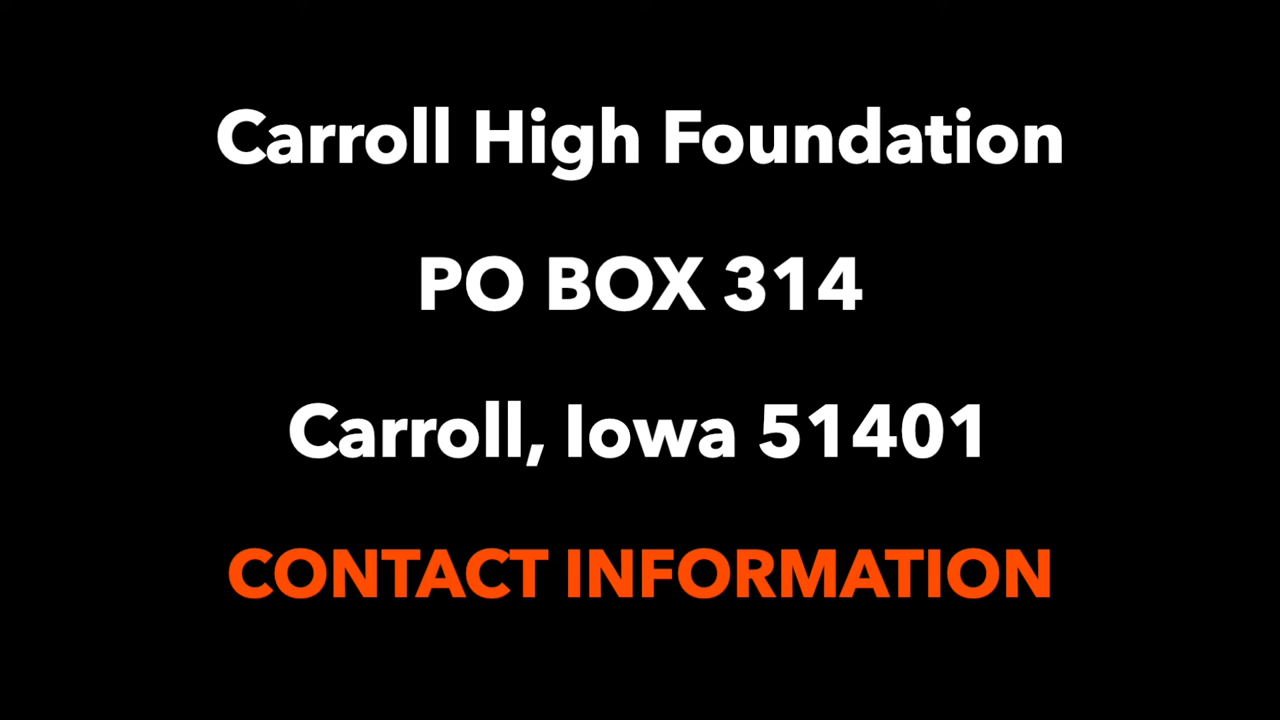 Carroll High Foundation
PO BOX 314
Carroll, Iowa 51401
CONTACT INFORMATION